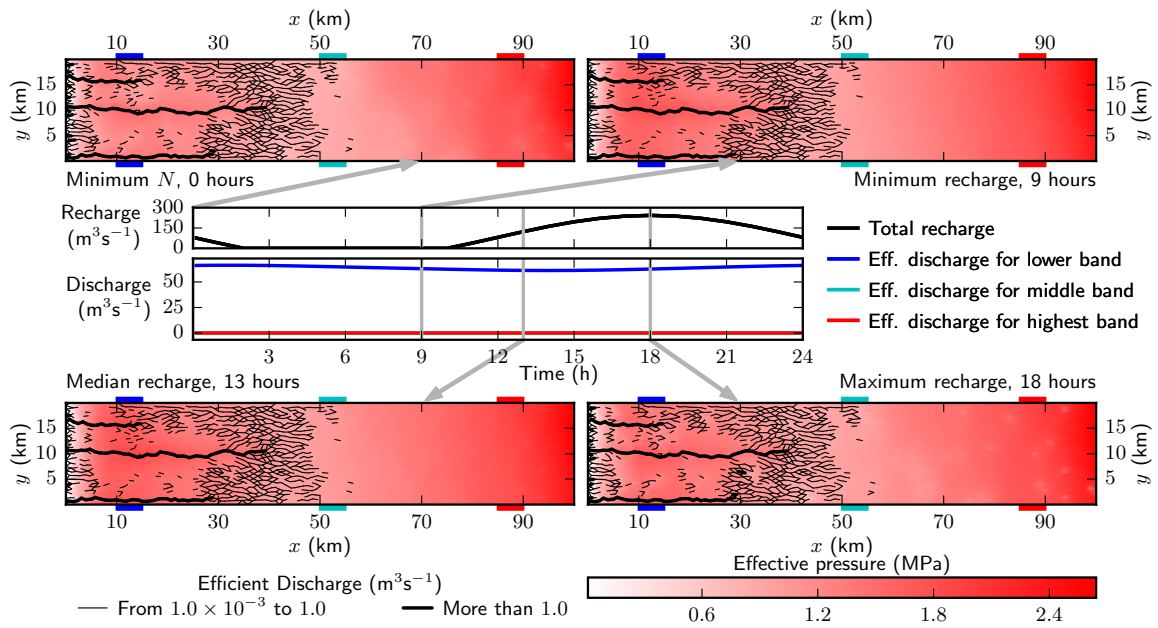 x (km)
x (km)
10 30 50 70 90
10 30 50 70 90
y (km)
15
10
5
15
10
5
y (km)
Minimum N, 0 hours
Minimum recharge, 9 hours
Recharge
(m³s⁻¹)
300
150
0
Discharge
(m³s⁻¹)
50
0
3 6 9 12 15 18 21 24
Time (h)
Total recharge
Eff. discharge for lower band
Eff. discharge for middle band
Eff. discharge for highest band
Median recharge, 13 hours
Maximum recharge, 18 hours
y (km)
15
10
5
15
10
5
y (km)
10 30 50 70 90
10 30 50 70 90
x (km)
x (km)
Efficient Discharge (m³s⁻¹)
From 1.0 × 10⁻³ to 1.0
More than 1.0
Effective pressure (MPa)
0.6 1.2 1.8 2.4